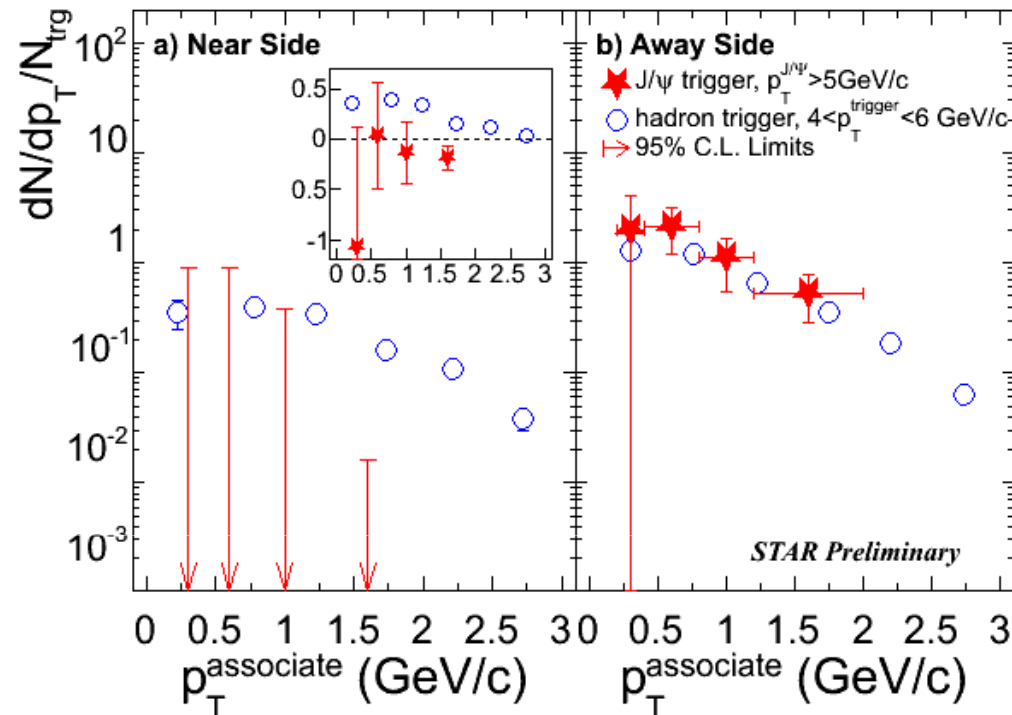 dN/dp_T/N_trg
10^2
10
1
10^-1
10^-2
10^-3
a) Near Side
0.5
0
0.5
-1
0 0.5 1 1.5 2 2.5 3
b) Away Side
J/ψ trigger, p_T^J/Ψ>5GeV/c
hadron trigger, 4<p_T^trigger<6 GeV/c
95% C.L. Limits
STAR Preliminary
0 0.5 1 1.5 2 2.5 3
0.5 1 1.5 2 2.5 3
p_T^associate (GeV/c)
p_T^associate (GeV/c)